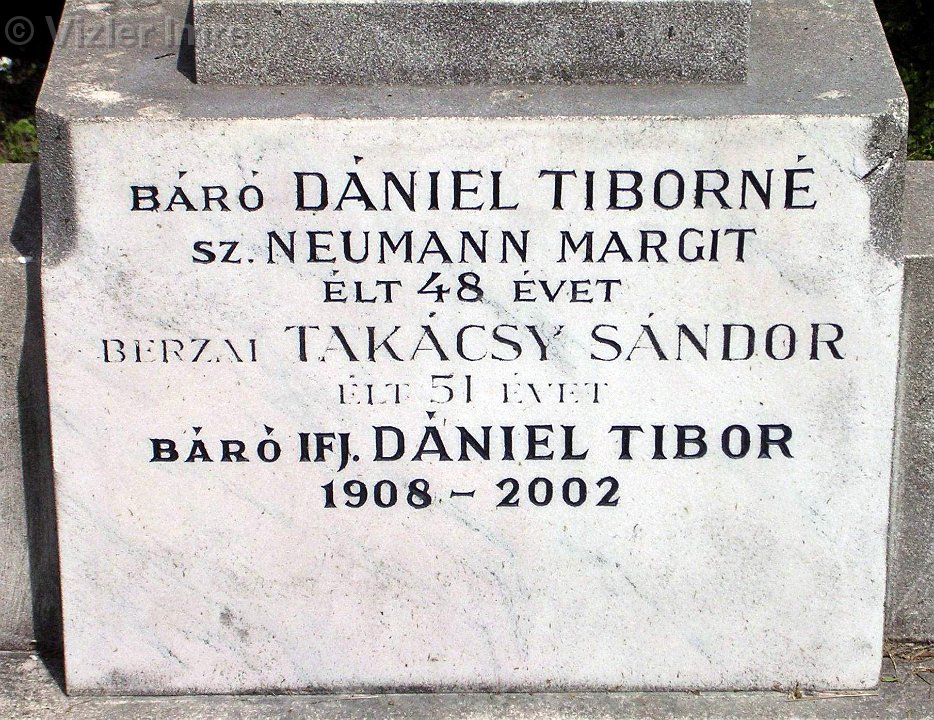 © Vizler Imre
BÁRÓ DÁNIEL TIBORNÉ
SZ. NEUMANN MARGIT
ÉLT 48 ÉVET
BERZAI TAKÁCSY SÁNDOR
ÉLT 51 ÉVET
BÁRÓ IFJ. DÁNIEL TIBOR
1908 – 2002